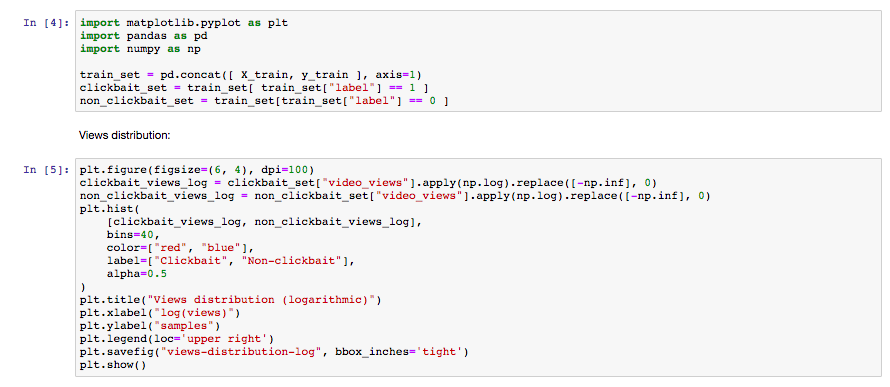 In [4]: import matplotlib.pyplot as plt
import pandas as pd
import numpy as np

train_set = pd.concat([ X_train, y_train ], axis=1)
clickbait_set = train_set[ train_set["label"] == 1 ]
non_clickbait_set = train_set[train_set["label"] == 0 ]

Views distribution:

In [5]: plt.figure(figsize=(6, 4), dpi=100)
clickbait_views_log = clickbait_set["video_views"].apply(np.log).replace([-np.inf], 0)
non_clickbait_views_log = non_clickbait_set["video_views"].apply(np.log).replace([-np.inf], 0)
plt.hist(
    [clickbait_views_log, non_clickbait_views_log],
    bins=40,
    color=["red", "blue"],
    label=["Clickbait", "Non-clickbait"],
    alpha=0.5
)
plt.title("Views distribution (logarithmic)")
plt.xlabel("log(views)")
plt.ylabel("samples")
plt.legend(loc='upper right')
plt.savefig("views-distribution-log", bbox_inches='tight')
plt.show()